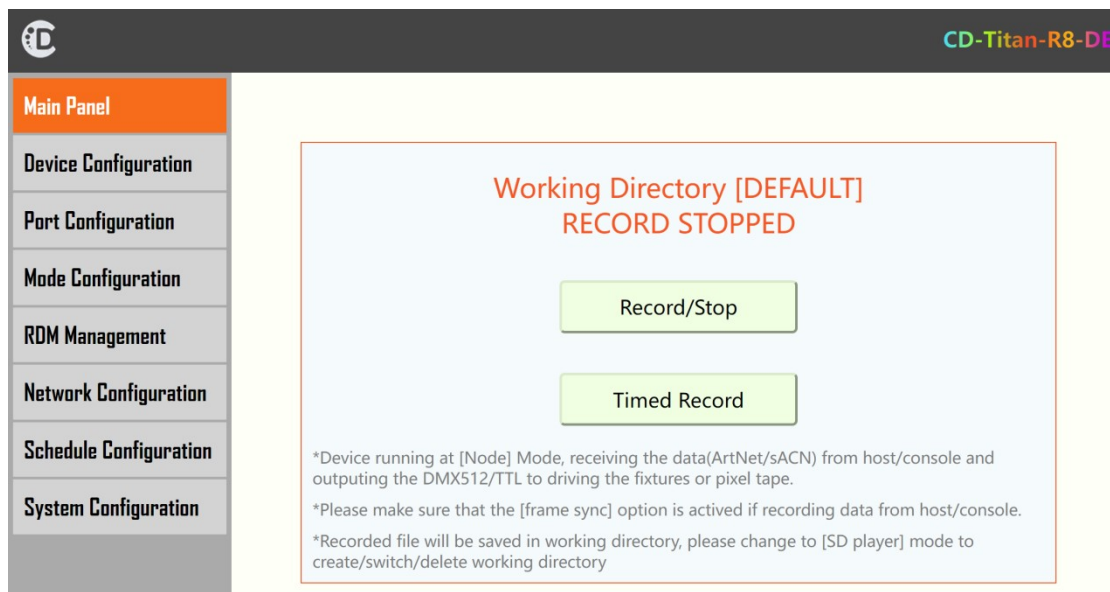 CD-Titan-R8-DE
Main Panel
Device Configuration
Port Configuration
Mode Configuration
RDM Management
Network Configuration
Schedule Configuration
System Configuration
Working Directory [DEFAULT]
RECORD STOPPED
Record/Stop
Timed Record
*Device running at [Node] Mode, receiving the data(ArtNet/sACN) from host/console and
outputing the DMX512/TTL to driving the fixtures or pixel tape.
*Please make sure that the [frame sync] option is actived if recording data from host/console.
*Recorded file will be saved in working directory, please change to [SD player] mode to
create/switch/delete working directory